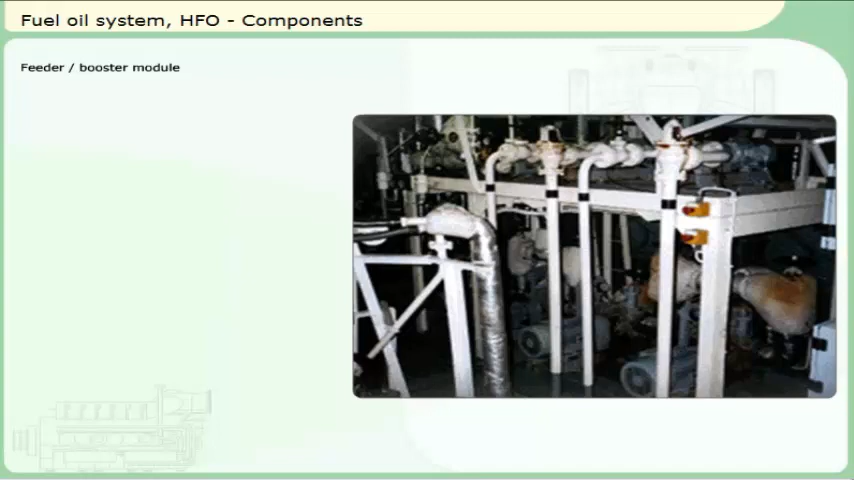 Fuel oil system, HFO - Components
Feeder / booster module